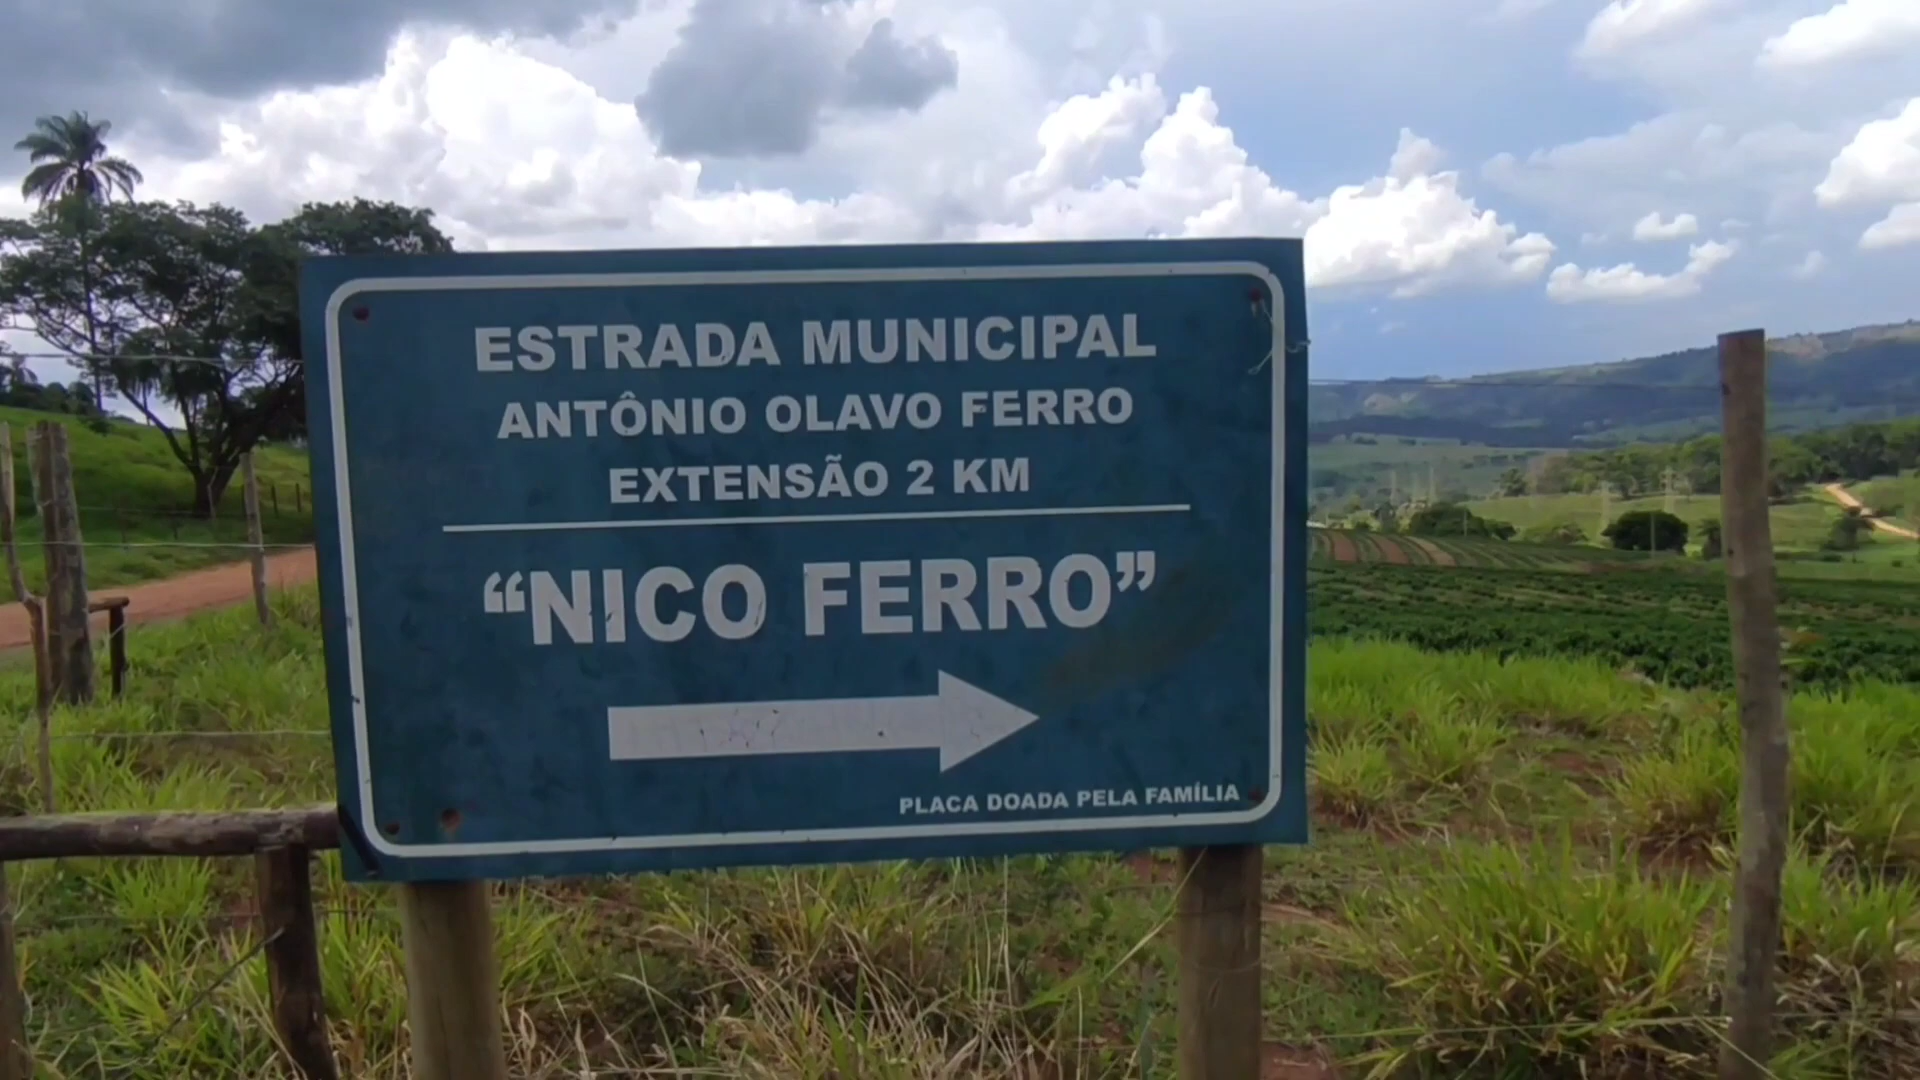 ESTRADA MUNICIPAL
ANTÔNIO OLAVO FERRO
EXTENSÃO 2 KM
“NICO FERRO”
PLACA DOADA PELA FAMÍLIA